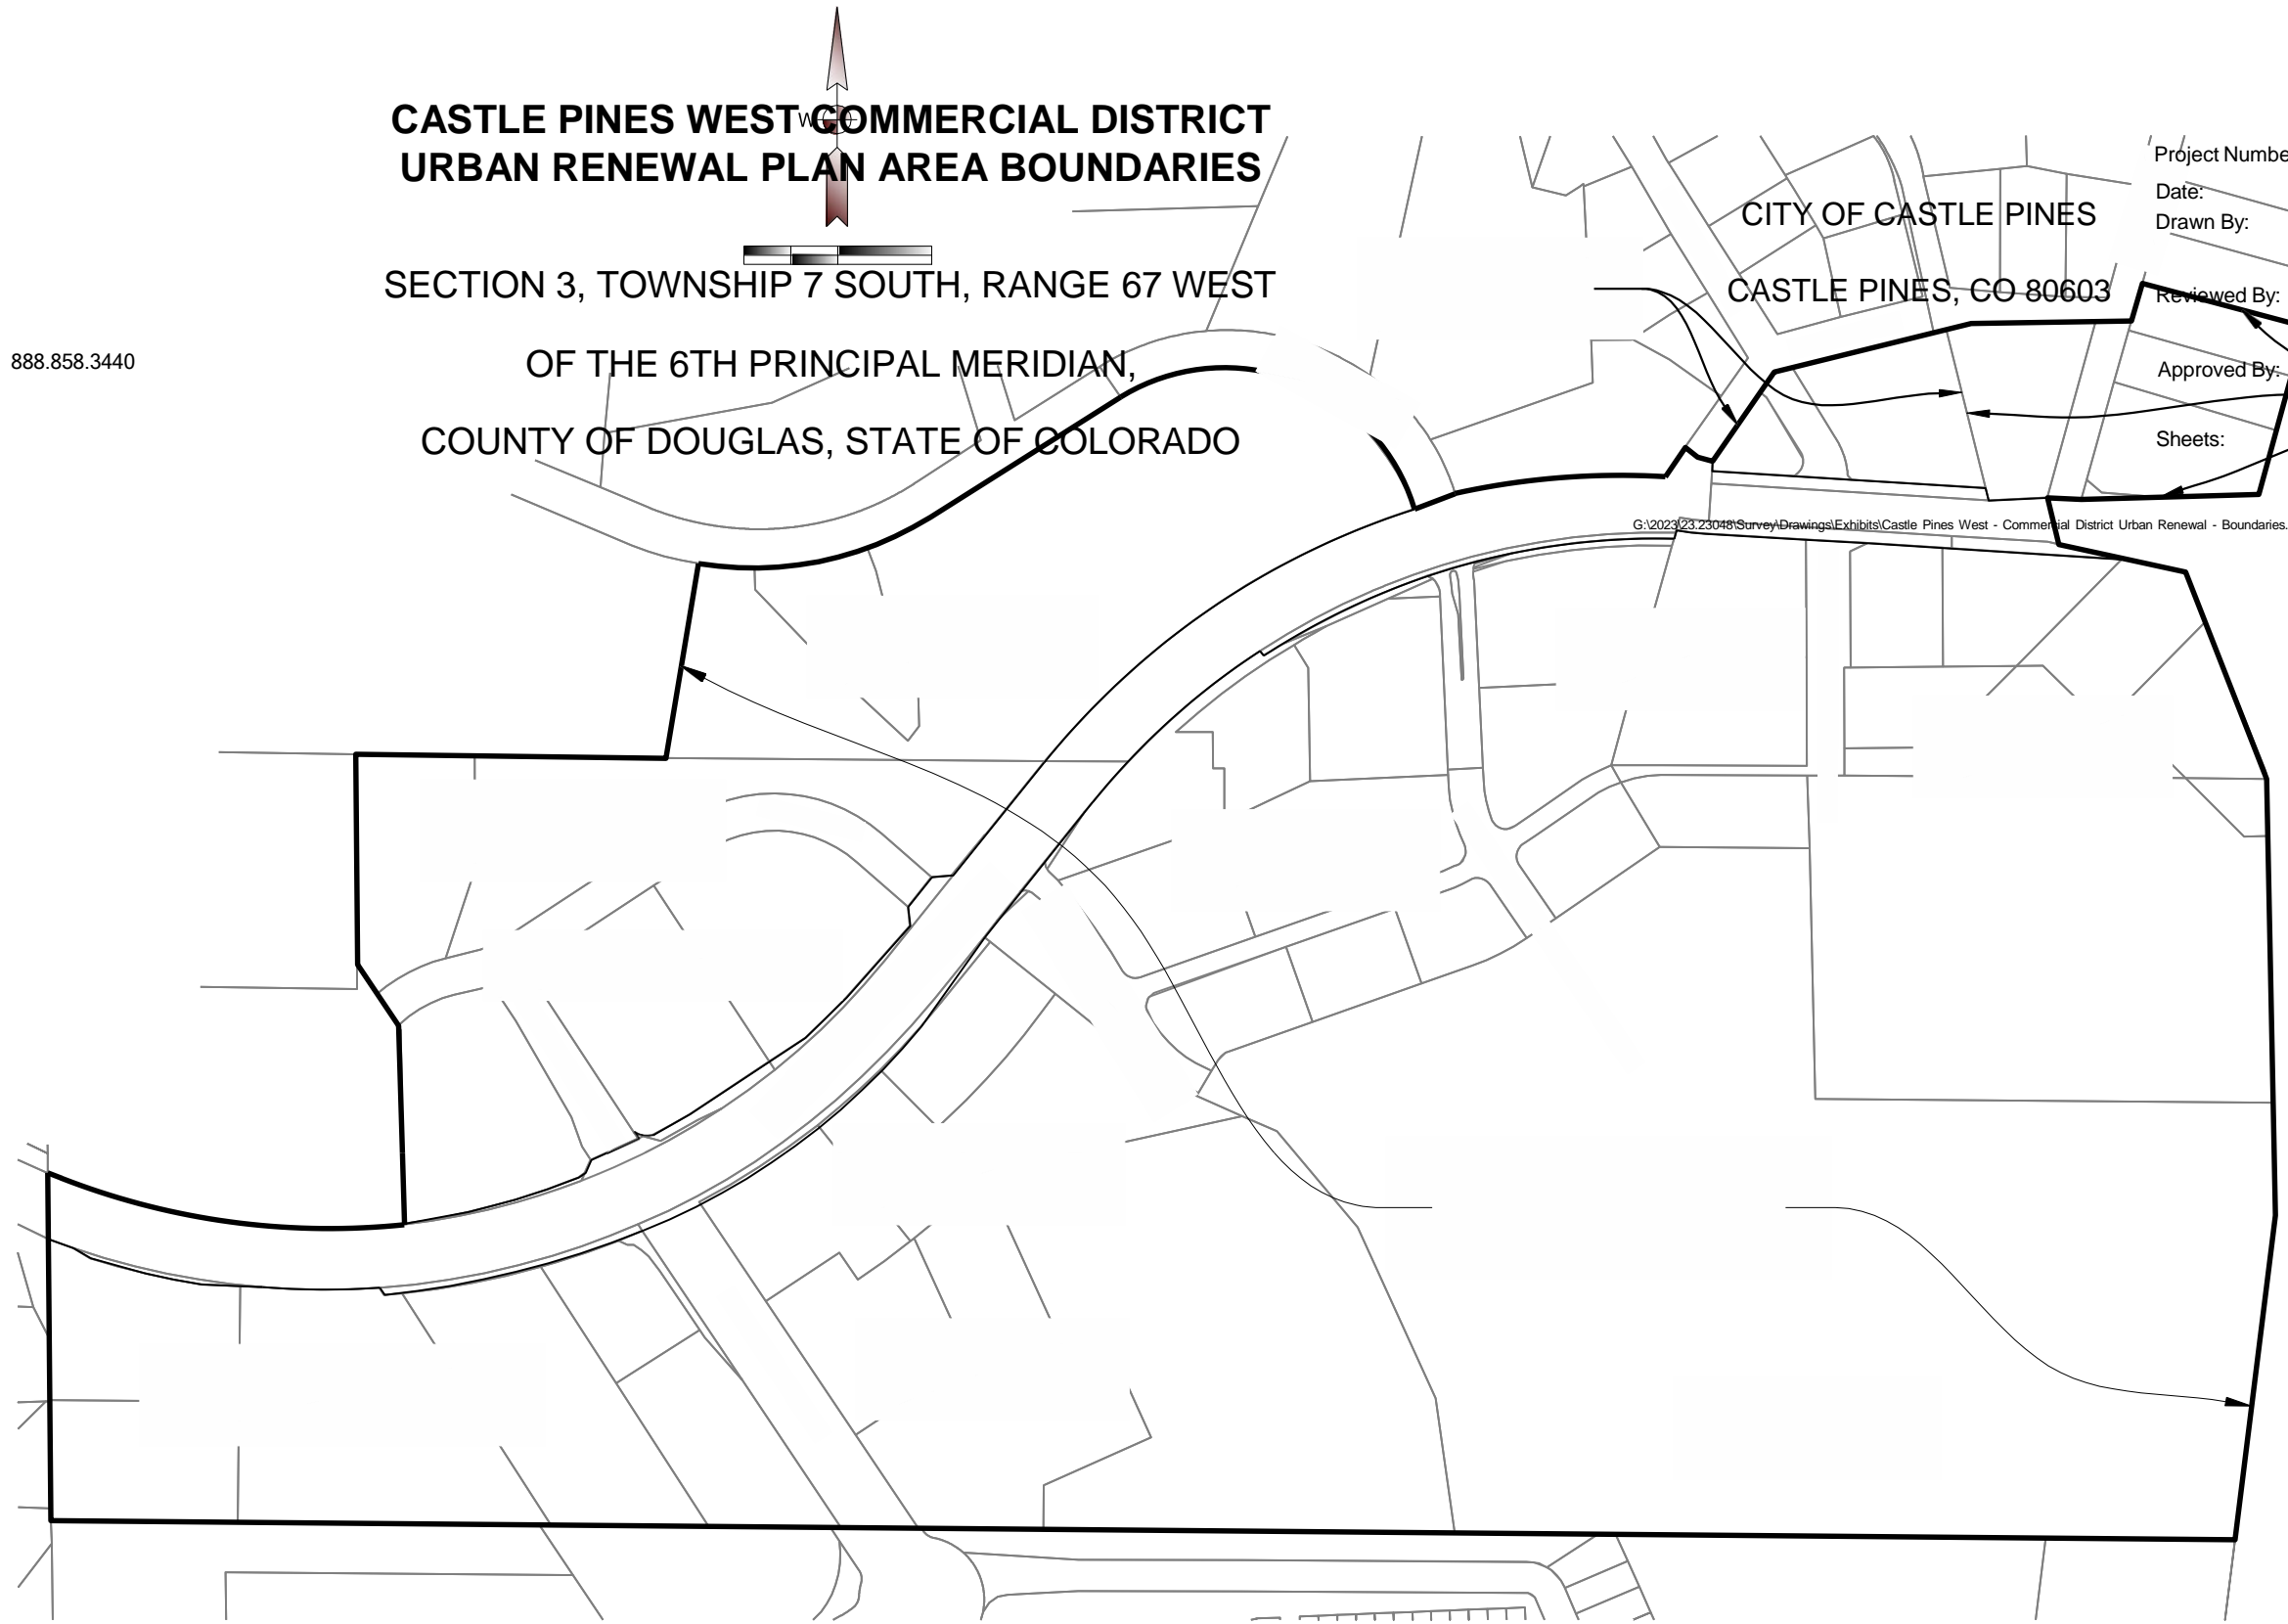 CASTLE PINES WEST COMMERCIAL DISTRICT
URBAN RENEWAL PLAN AREA BOUNDARIES
W
SECTION 3, TOWNSHIP 7 SOUTH, RANGE 67 WEST
OF THE 6TH PRINCIPAL MERIDIAN,
COUNTY OF DOUGLAS, STATE OF COLORADO
888.858.3440
CITY OF CASTLE PINES
CASTLE PINES, CO 80603
Project Numbe
Date:
Drawn By:
Reviewed By:
Approved By:
Sheets:
G:\2023\23.23048\Survey\Drawings\Exhibits\Castle Pines West - Commercial District Urban Renewal - Boundaries.